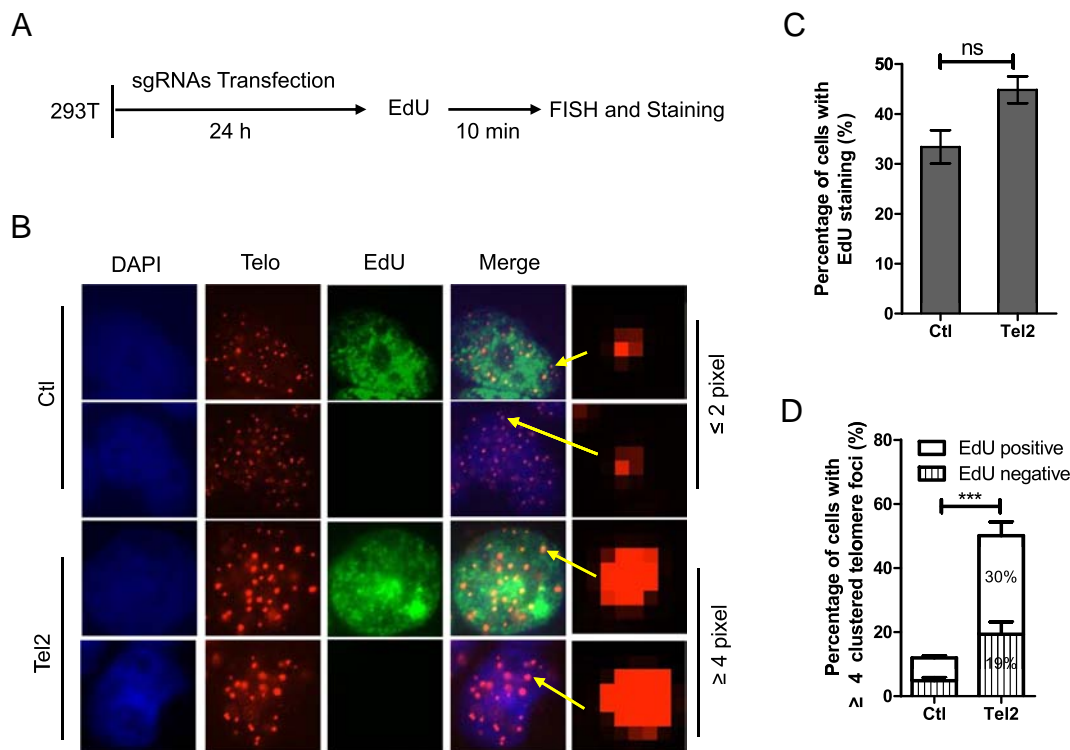 A
sgRNAs Transfection
293T
EdU
FISH and Staining
24 h
10 min
B
DAPI
Telo
EdU
Merge
Ctl
Tel2
≤ 2 pixel
≥ 4 pixel
C
ns
Percentage of cells with
EdU staining (%)
50
40
30
20
10
0
Ctl
Tel2
D
Percentage of cells with
≥ 4 clustered telomere foci (%)
80
60
40
20
0
EdU positive
EdU negative
***
30%
19%
Ctl
Tel2